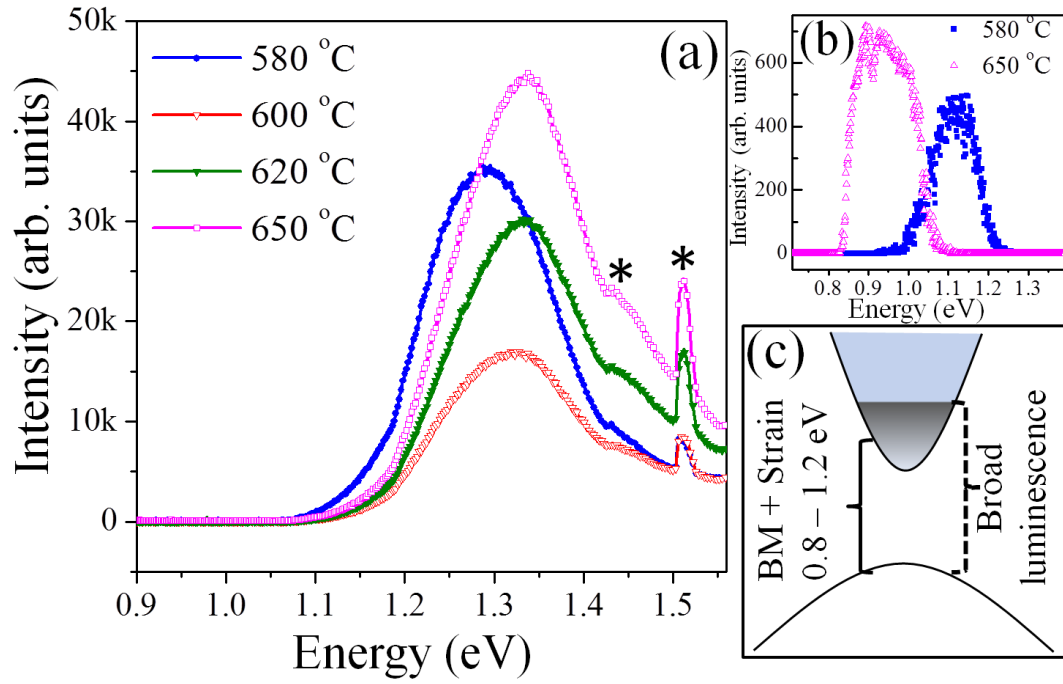 (a)
580 °C
600 °C
620 °C
650 °C
*
*
50k
40k
30k
20k
10k
0
Intensity (arb. units)
0.9 1.0 1.1 1.2 1.3 1.4 1.5
Energy (eV)
(b)
580 °C
650 °C
600
400
200
0
Intensity (arb. units)
0.8 0.9 1.0 1.1 1.2 1.3
Energy (eV)
(c)
BM + Strain
0.8 – 1.2 eV
Broad
luminescence